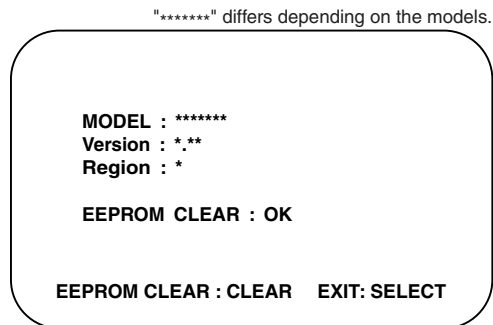 "*******" differs depending on the models.
MODEL : *******
Version : *.**
Region : *
EEPROM CLEAR : OK
EEPROM CLEAR : CLEAR EXIT: SELECT